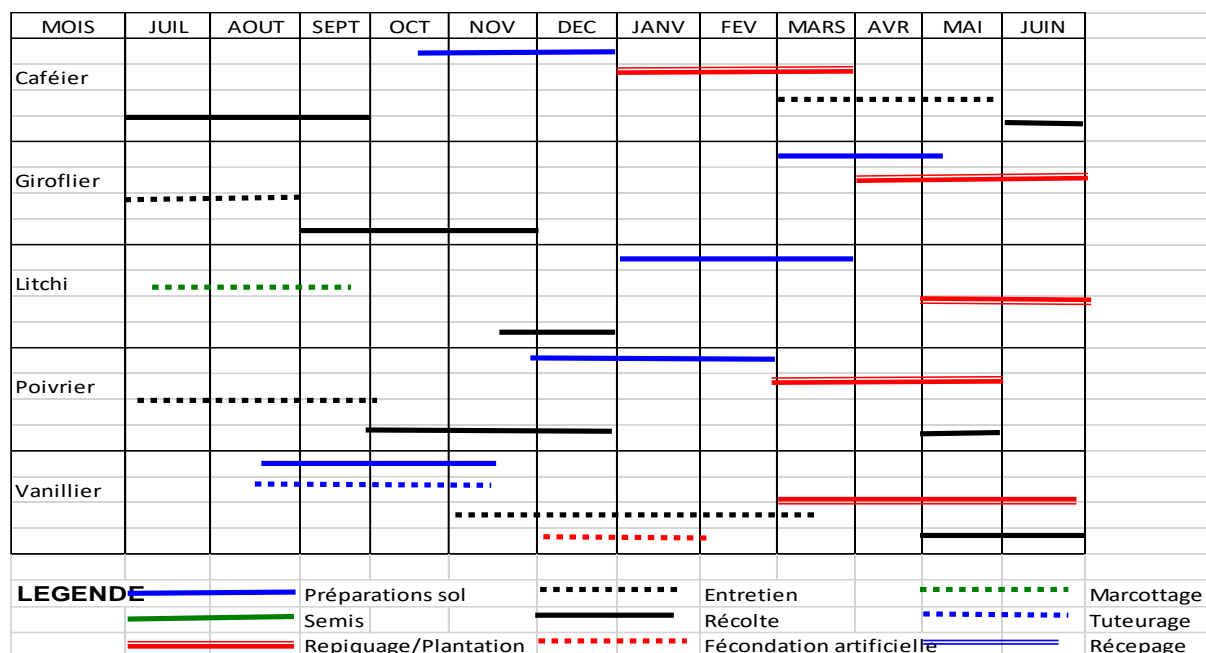 MOIS JUIL AOUT SEPT OCT NOV DEC JANV FEV MARS AVR MAI JUIN
Caféier
Giroflier
Litchi
Poivrier
Vanillier
LEGENDE Préparations sol Entretien Marcottage
Semis Récolte Tuteurage
Repiquage/Plantation Fécondation artificielle Récepage